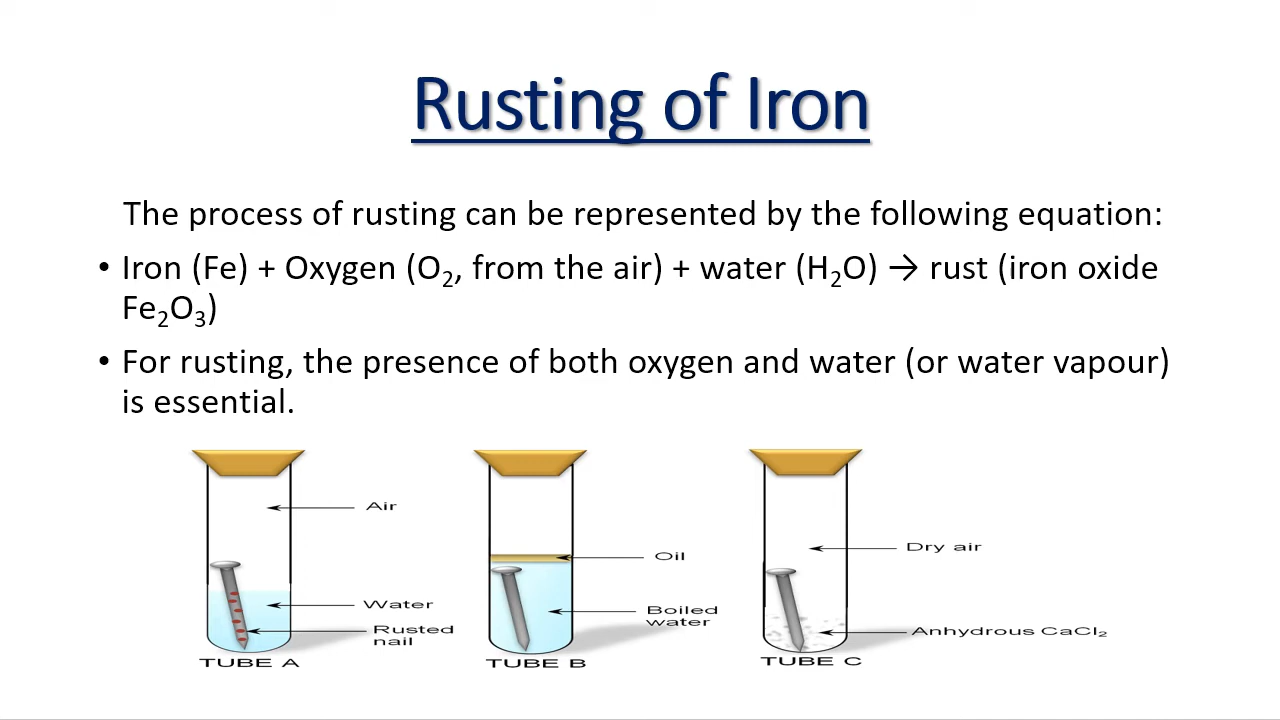 Rusting of Iron
The process of rusting can be represented by the following equation:
• Iron (Fe) + Oxygen (O₂, from the air) + water (H₂O) → rust (iron oxide
Fe₂O₃)
• For rusting, the presence of both oxygen and water (or water vapour)
is essential.
Air
Water
Rusted
nail
TUBE A
Oil
Boiled
water
TUBE B
Dry air
Anhydrous CaCl₂
TUBE C